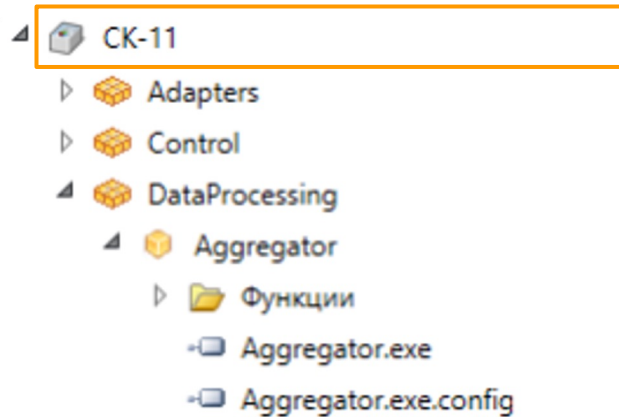 СК-11
Adapters
Control
DataProcessing
Aggregator
Функции
Aggregator.exe
Aggregator.exe.config